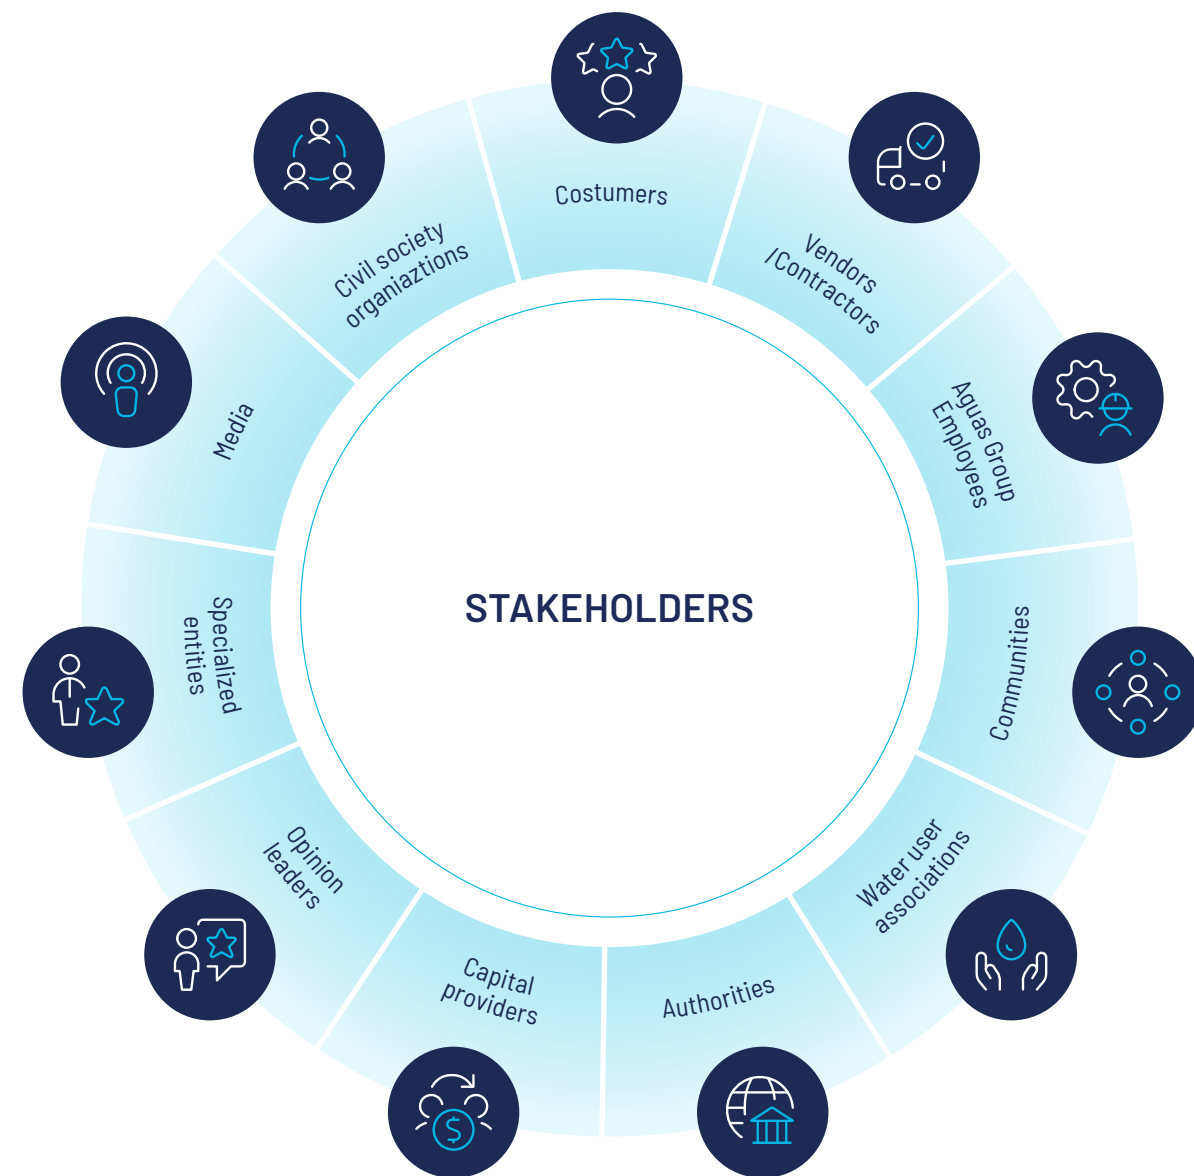 Costumers
Vendors
/Contractors
Aguas Group
Employees
Communities
Water user
associations
Authorities
Capital
providers
Opinion
leaders
Specialized
entities
Media
Civil society
organiaztions
STAKEHOLDERS
$